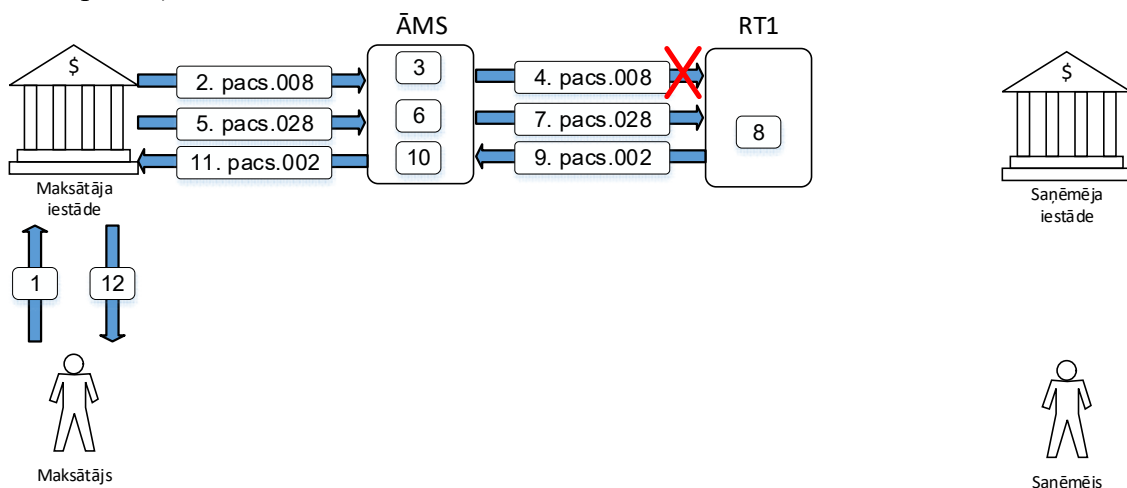 ĀMS
RT1
$
3
$
2. pacs.008
4. pacs.008
5. pacs.028
6
7. pacs.028
8
11. pacs.002
10
9. pacs.002
Maksātāja
iestāde
Saņēmēja
iestāde
1
12
Maksātājs
Saņēmējs